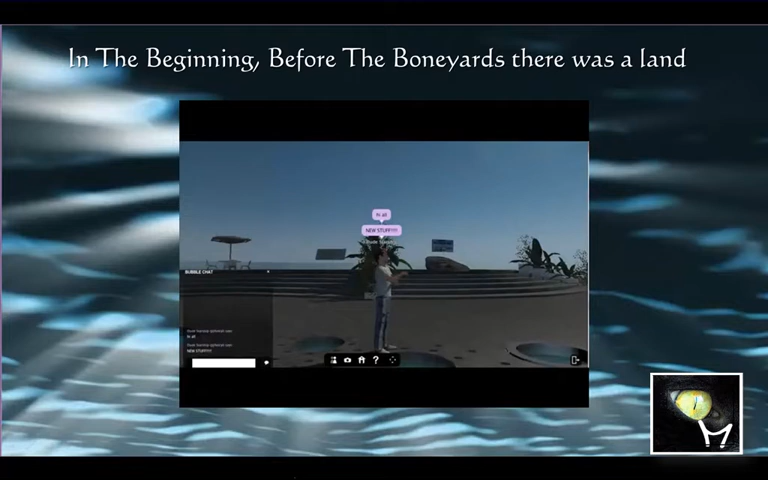 In The Beginning, Before The Boneyards there was a land
hi all
NEW STUFF!!!!
BUBBLE CHAT
hi all
NEW STUFF!!!!
?
M